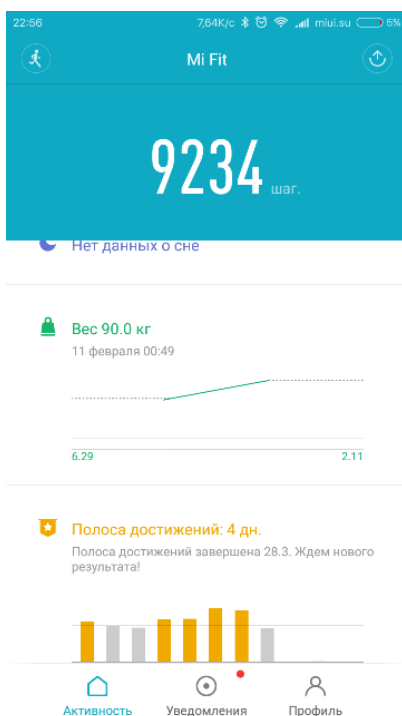 22:56 7,64K/с miui.su 6%
Mi Fit
9234 шаг.
Нет данных о сне
Вес 90.0 кг
11 февраля 00:49
6.29 2.11
Полоса достижений: 4 дн.
Полоса достижений завершена 28.3. Ждем нового
результата!
Активность Уведомления Профиль